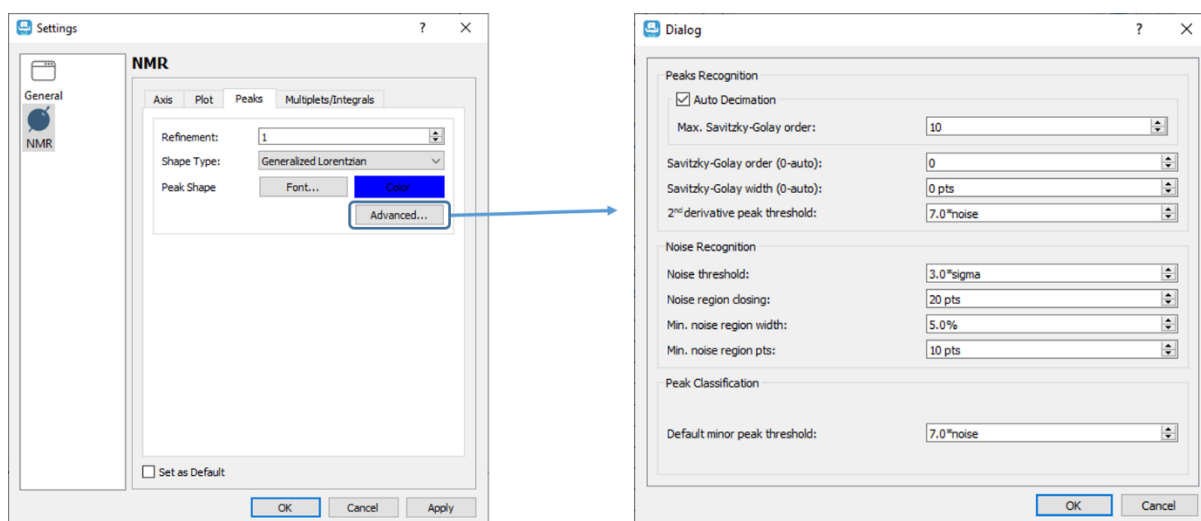 Settings
?
General
NMR
NMR
Axis Plot Peaks Multiplets/Integrals
Refinement: 1
Shape Type: Generalized Lorentzian
Peak Shape Font... Color
Advanced...
Set as Default
OK Cancel Apply
Dialog
?
Peaks Recognition
Auto Decimation
Max. Savitzky-Golay order: 10
Savitzky-Golay order (0-auto): 0
Savitzky-Golay width (0-auto): 0 pts
2nd derivative peak threshold: 7.0*noise
Noise Recognition
Noise threshold: 3.0*sigma
Noise region closing: 20 pts
Min. noise region width: 5.0%
Min. noise region pts: 10 pts
Peak Classification
Default minor peak threshold: 7.0*noise
OK Cancel